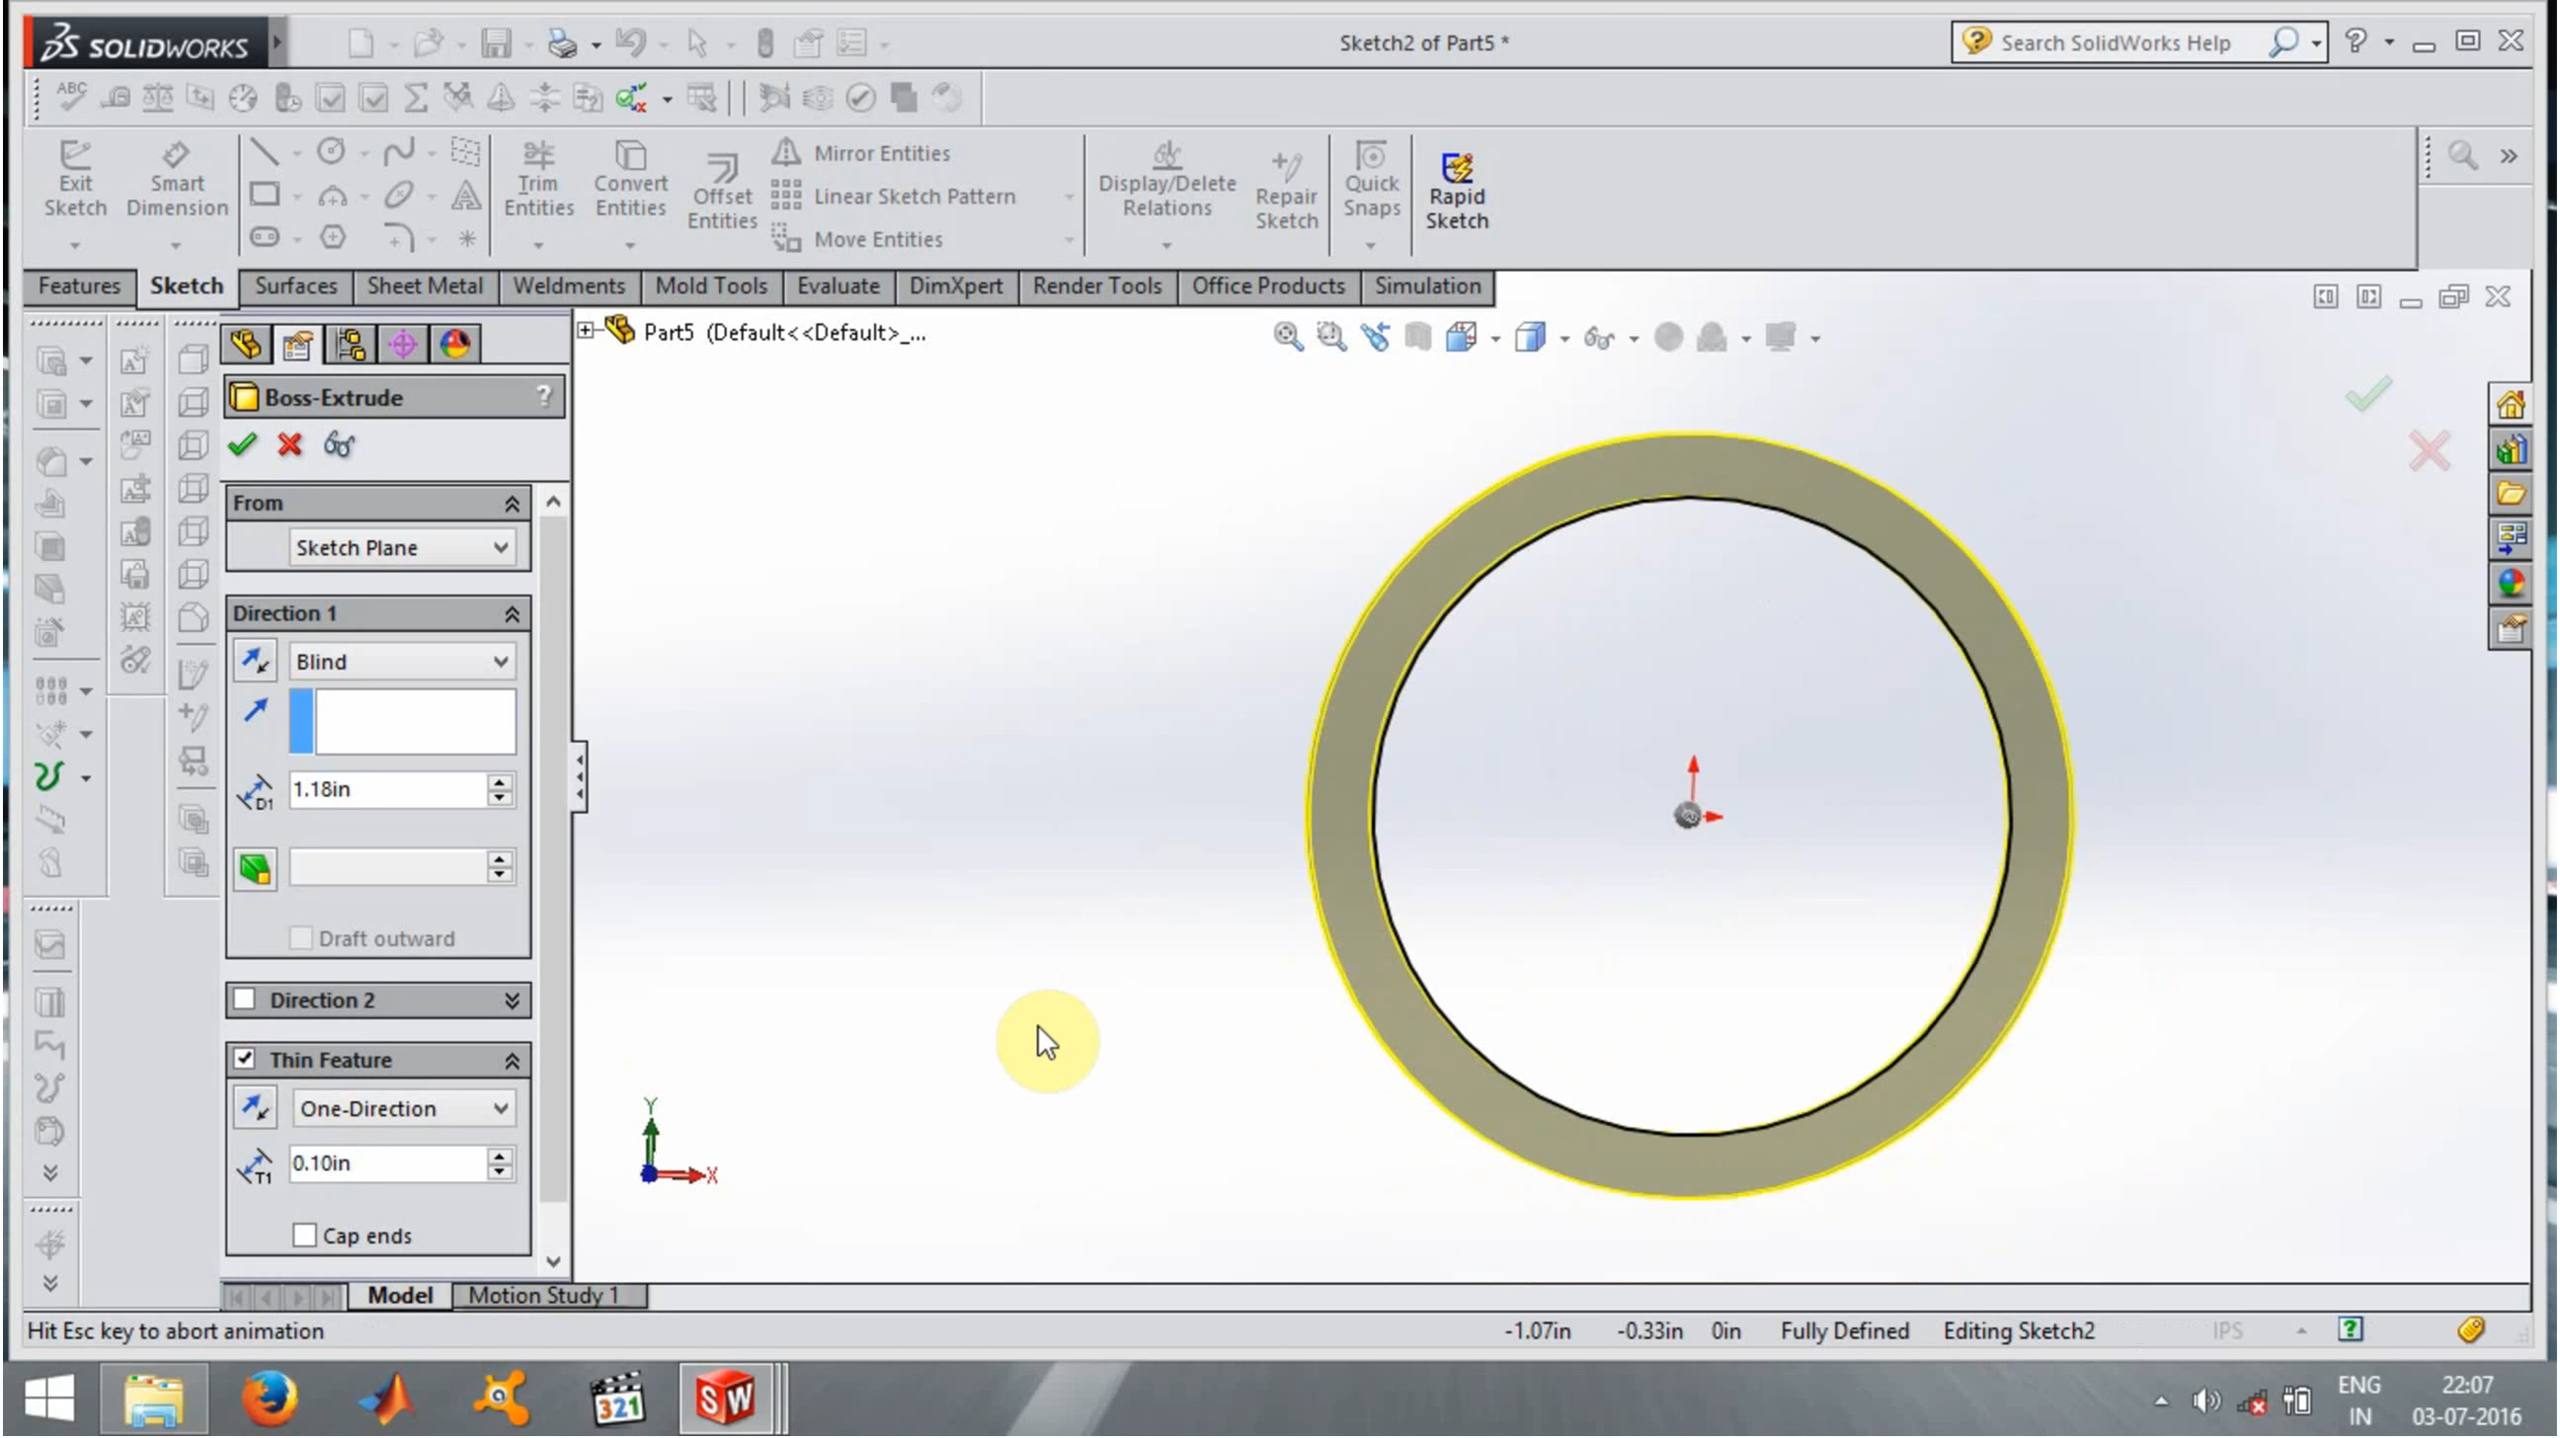 SOLIDWORKS
Sketch2 of Part5 *
Search SolidWorks Help
?
ABC
Exit Sketch
Smart Dimension
Trim Entities
Convert Entities
Offset Entities
Mirror Entities
Linear Sketch Pattern
Move Entities
Display/Delete Relations
Repair Sketch
Quick Snaps
Rapid Sketch
Features
Sketch
Surfaces
Sheet Metal
Weldments
Mold Tools
Evaluate
DimXpert
Render Tools
Office Products
Simulation
Part5 (Default<<Default>_...
Boss-Extrude
?
From
Sketch Plane
Direction 1
Blind
D1
1.18in
Draft outward
Direction 2
Thin Feature
One-Direction
T1
0.10in
Cap ends
Y
X
Model
Motion Study 1
Hit Esc key to abort animation
-1.07in
-0.33in
0in
Fully Defined
Editing Sketch2
IPS
?
321
SW
ENG
IN
22:07
03-07-2016